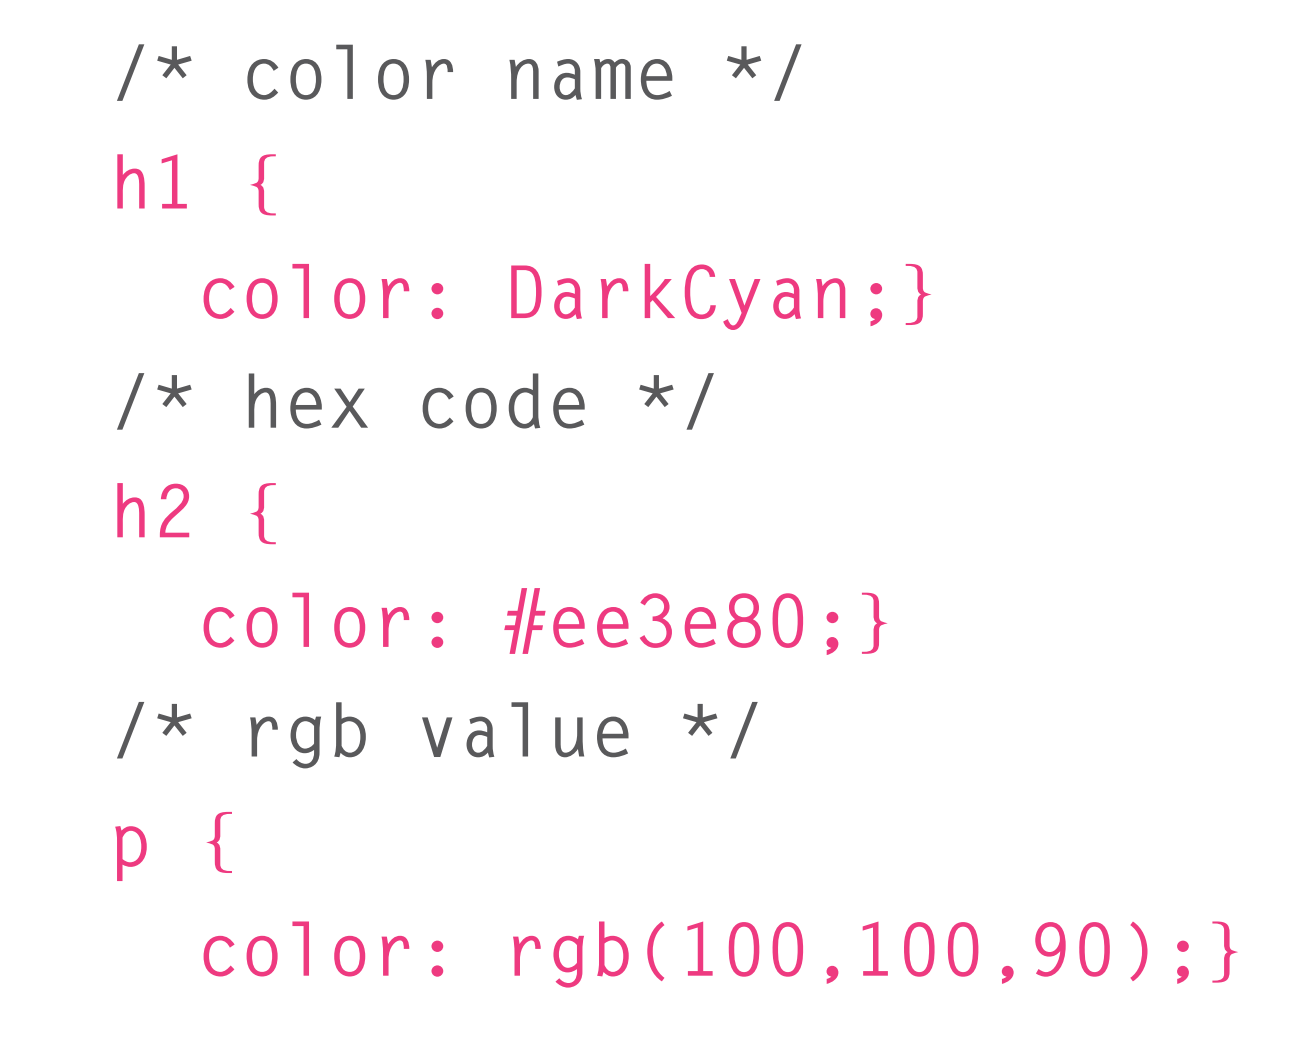 /* color name */
h1 {
  color: DarkCyan;}
/* hex code */
h2 {
  color: #ee3e80;}
/* rgb value */
p {
  color: rgb(100,100,90);}